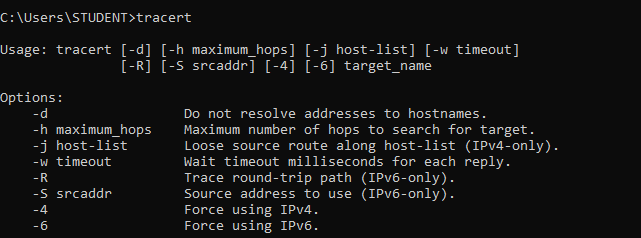 C:\Users\STUDENT>tracert
Usage: tracert [-d] [-h maximum_hops] [-j host-list] [-w timeout]
[-R] [-S srcaddr] [-4] [-6] target_name
Options:
-d Do not resolve addresses to hostnames.
-h maximum_hops Maximum number of hops to search for target.
-j host-list Loose source route along host-list (IPv4-only).
-w timeout Wait timeout milliseconds for each reply.
-R Trace round-trip path (IPv6-only).
-S srcaddr Source address to use (IPv6-only).
-4 Force using IPv4.
-6 Force using IPv6.